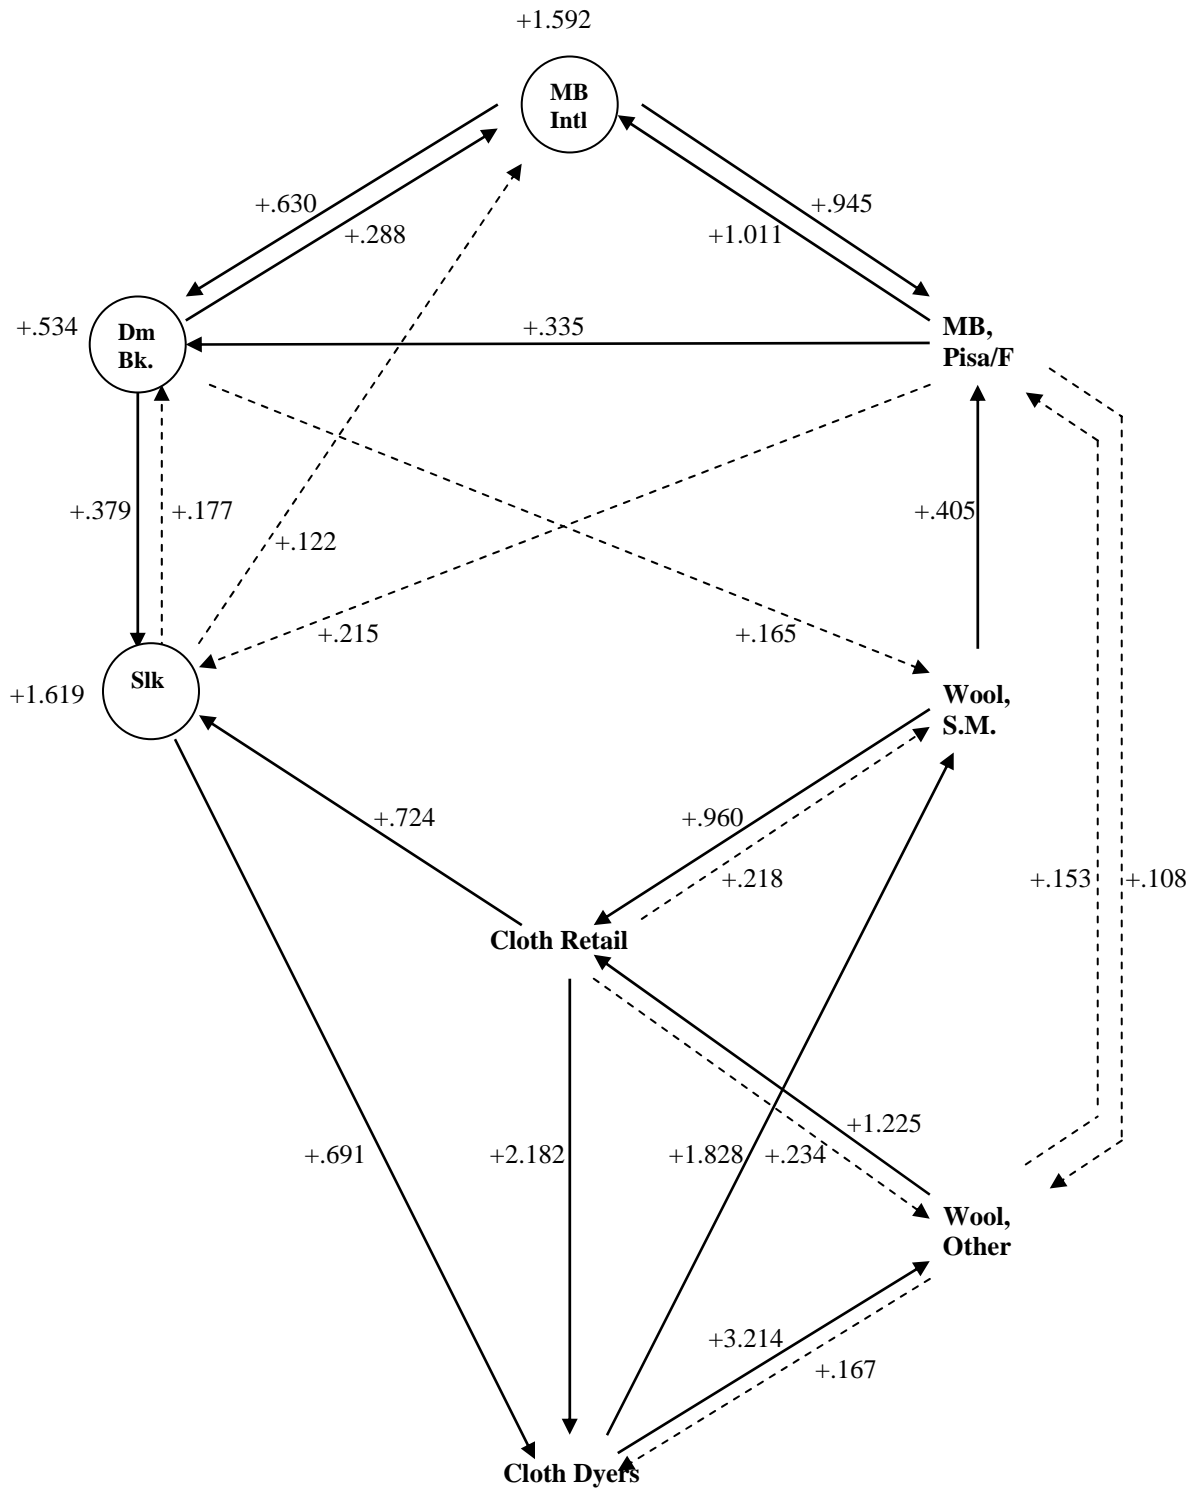 +1.592
MB
Intl
+.630
+.945
+.288
+1.011
+.534
Dm
Bk.
+.335
MB,
Pisa/F
+.379
+.177
+.122
+.405
+.215
+.165
+1.619
Slk
Wool,
S.M.
+.724
+.960
+.218
+.153
+.108
Cloth Retail
+1.225
+.691
+2.182
+1.828
+.234
Wool,
Other
+3.214
+.167
Cloth Dyers